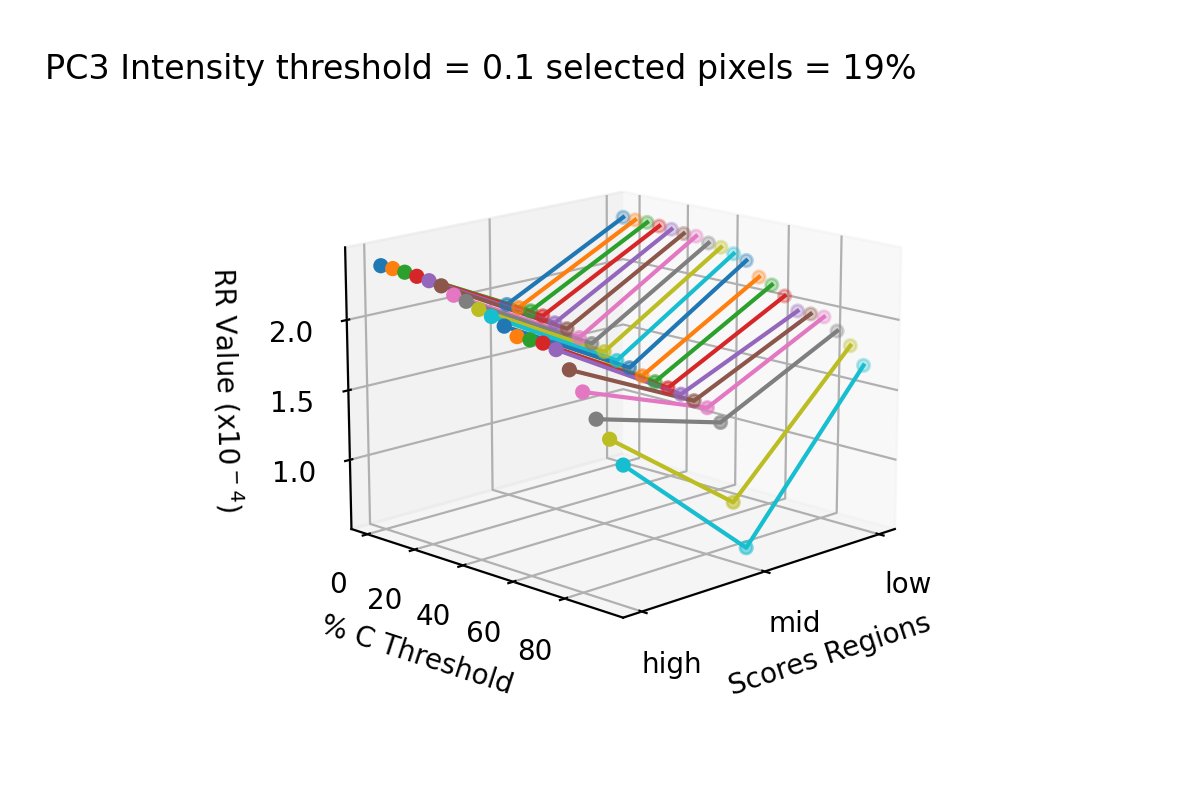 PC3 Intensity threshold = 0.1 selected pixels = 19%
RR Value (x10⁻⁴)
2.0
1.5
1.0
0
20
40
60
80
% C Threshold
high
mid
low
Scores Regions